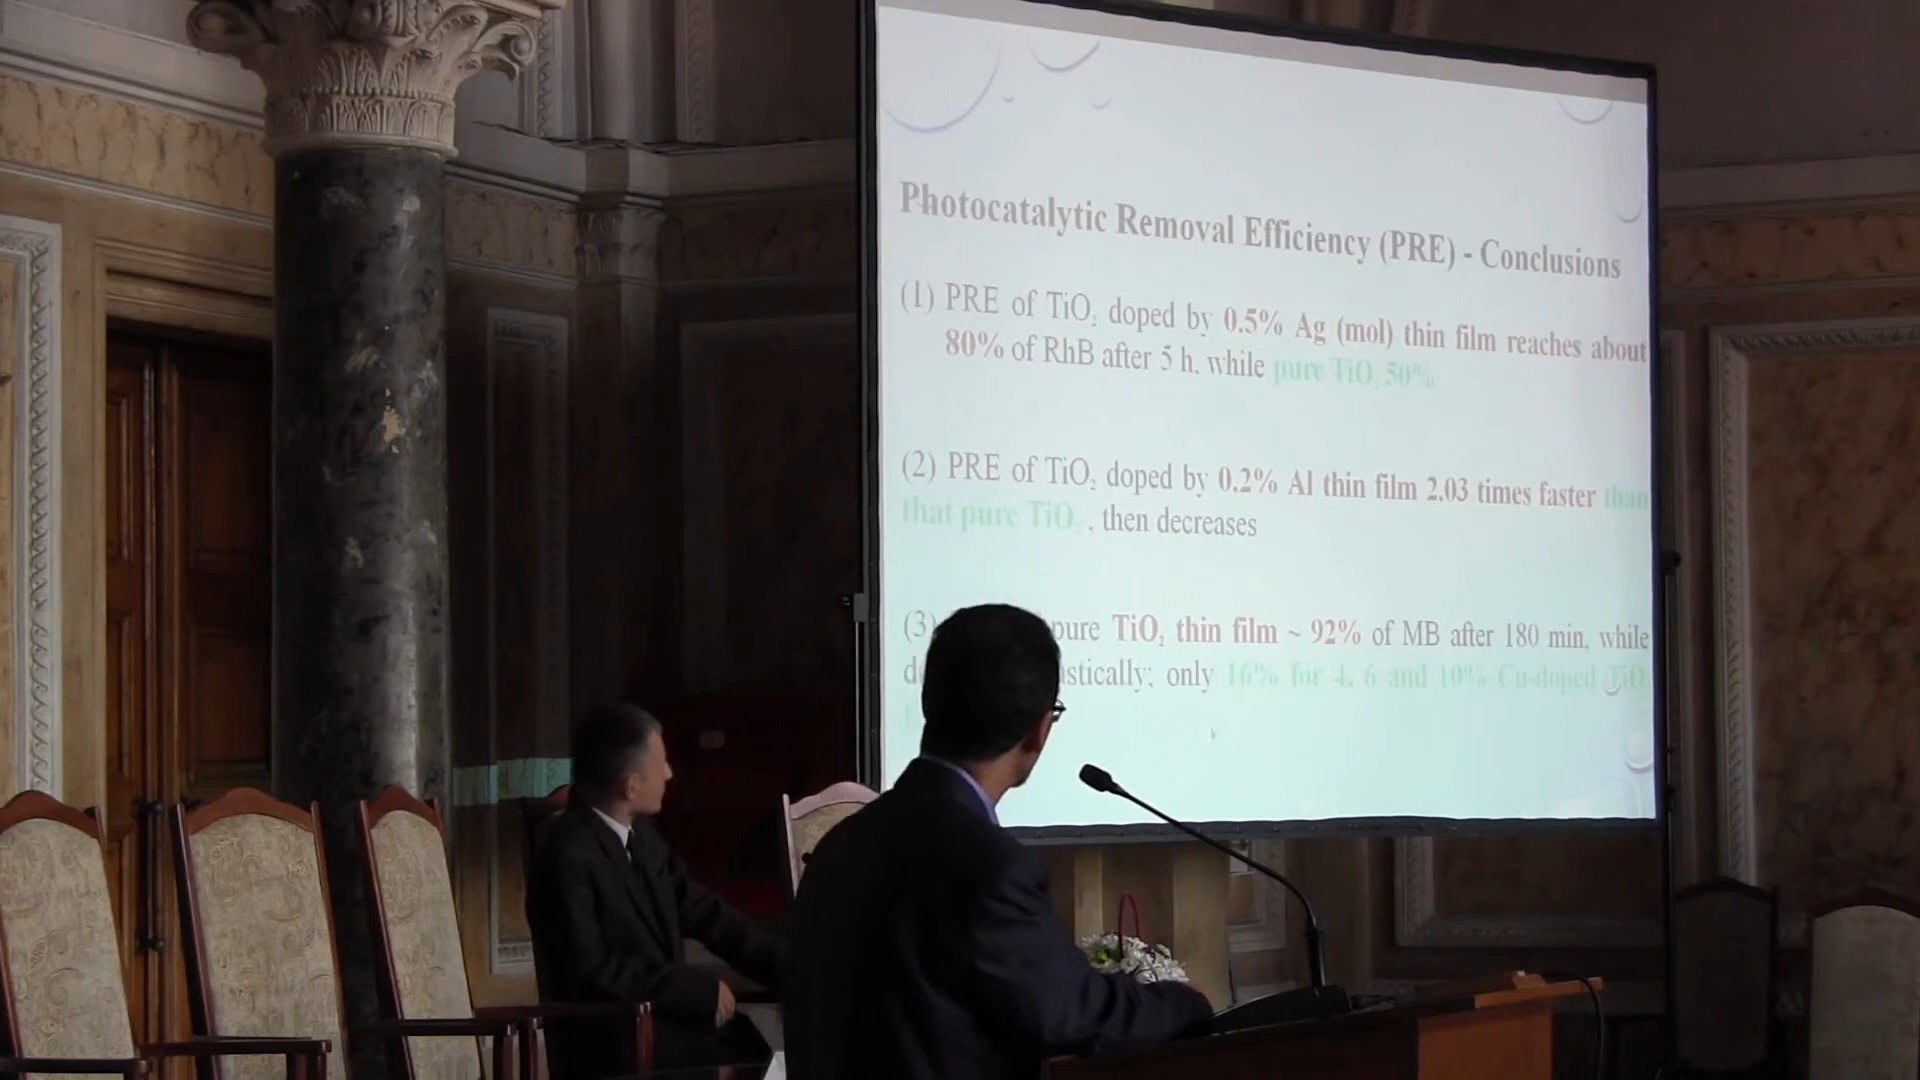 Photocatalytic Removal Efficiency (PRE) - Conclusions
(1) PRE of TiO₂ doped by 0.5% Ag (mol) thin film reaches about
80% of RhB after 5 h, while pure TiO₂ 50%
(2) PRE of TiO₂ doped by 0.2% Al thin film 2.03 times faster than
that pure TiO₂ , then decreases
(3) pure TiO₂ thin film ~ 92% of MB after 180 min, while
only 16% for 4, 6 and 10% Cu-doped TiO₂